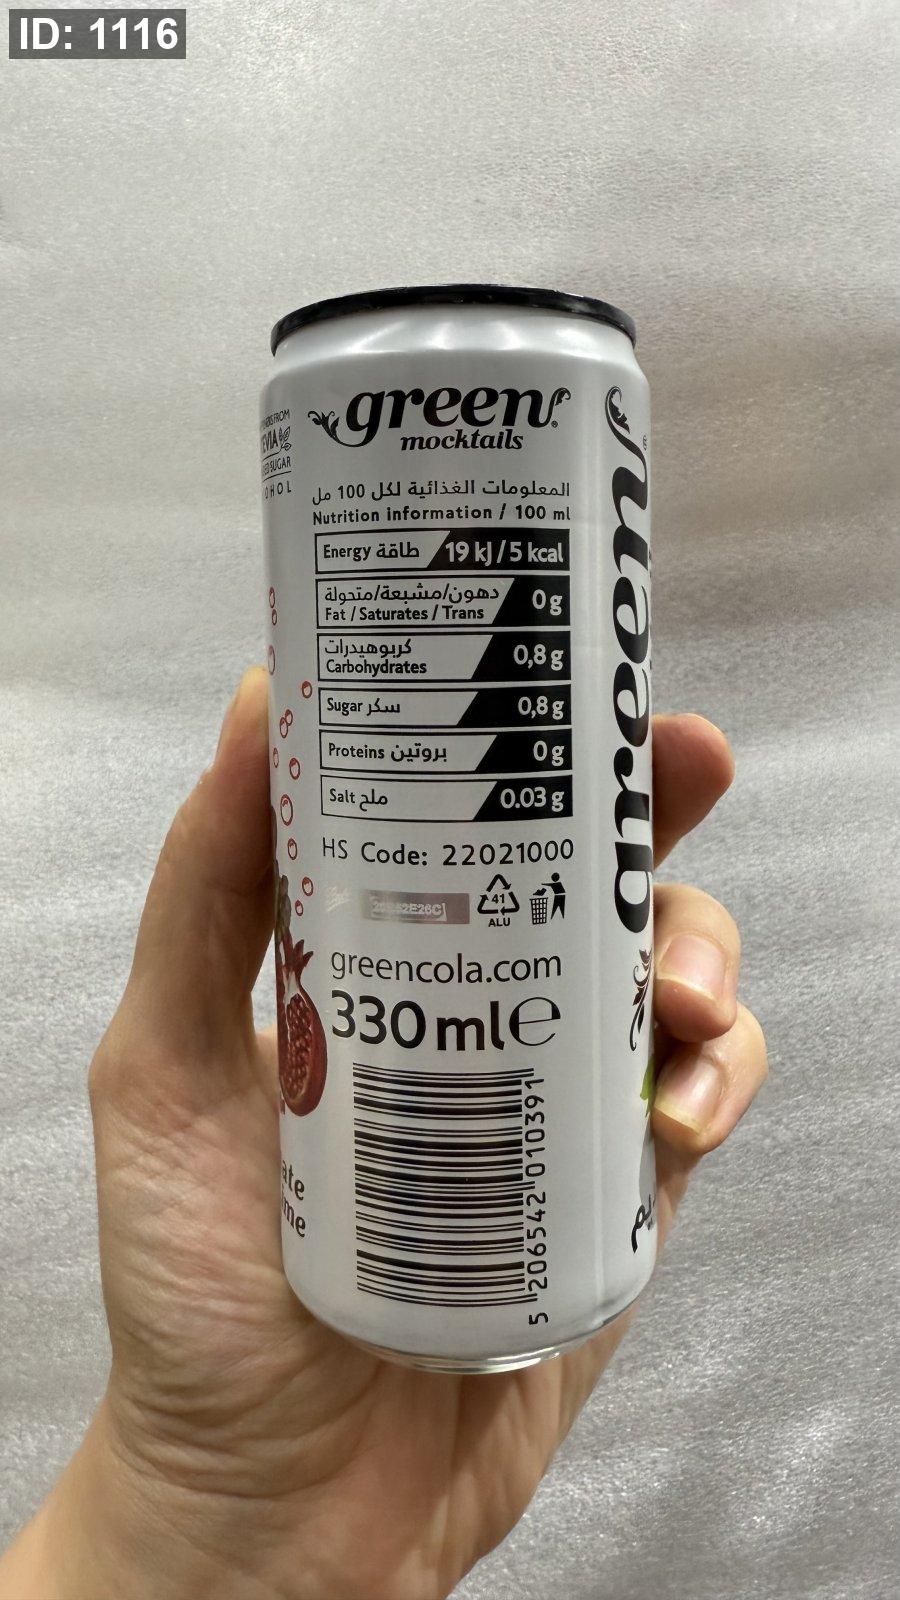 ID: 1116
green®
mocktails
المعلومات الغذائية لكل 100 مل
Nutrition information / 100 ml
Energy طاقة 19 kJ / 5 kcal
دهون/مشبعة/متحولة
Fat / Saturates / Trans 0 g
كربوهيدرات
Carbohydrates 0,8 g
Sugar سكر 0,8 g
Proteins بروتين 0 g
Salt ملح 0.03 g
HS Code: 22021000
41
ALU
greencola.com
330 ml e
5 206542 010391
green